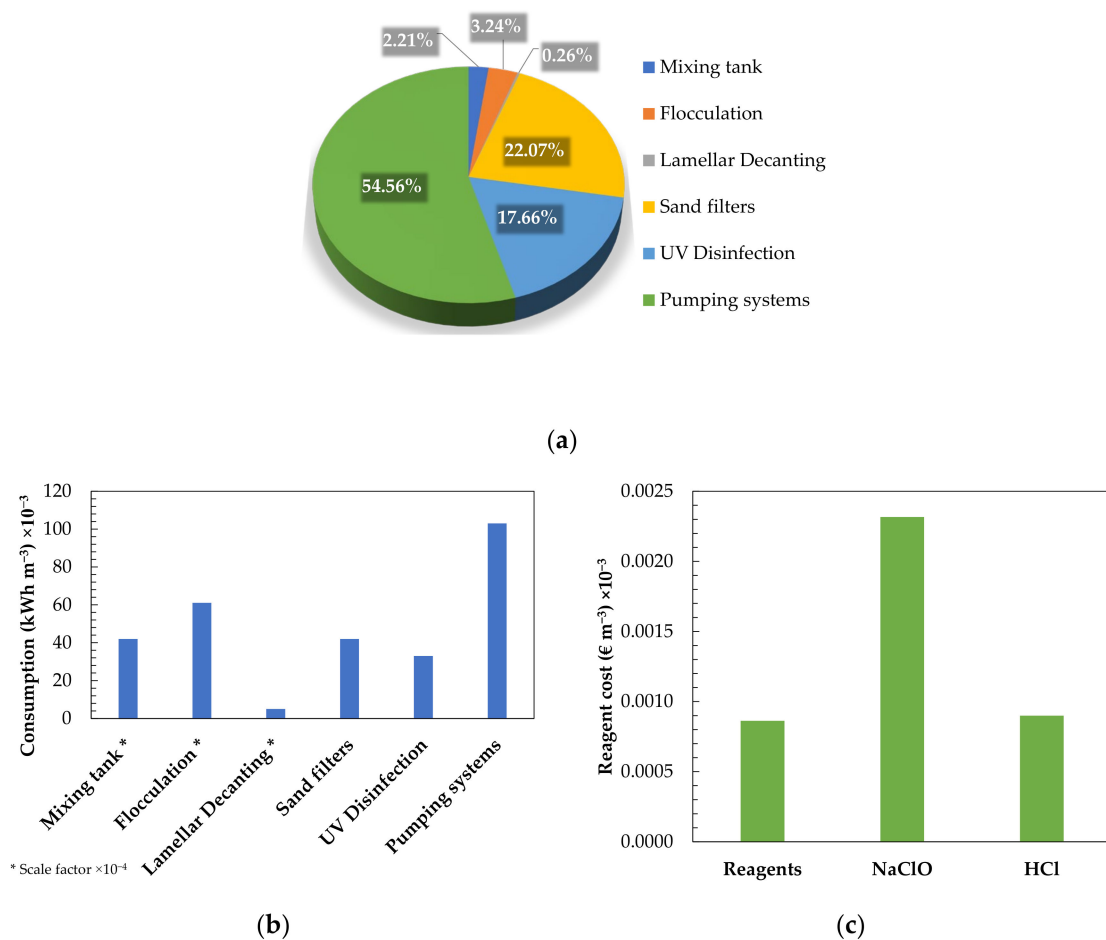 2.21%
3.24%
0.26%
22.07%
54.56%
17.66%
Mixing tank
Flocculation
Lamellar Decanting
Sand filters
UV Disinfection
Pumping systems
(a)
Consumption (kWh m⁻³) ×10⁻³
120
100
80
60
40
20
0
Mixing tank *
Flocculation *
Lamellar Decanting *
Sand filters
UV Disinfection
Pumping systems
* Scale factor ×10⁻⁴
(b)
Reagent cost (€ m⁻³) ×10⁻³
0.0025
0.0020
0.0015
0.0010
0.0005
0.0000
Reagents
NaClO
HCl
(c)